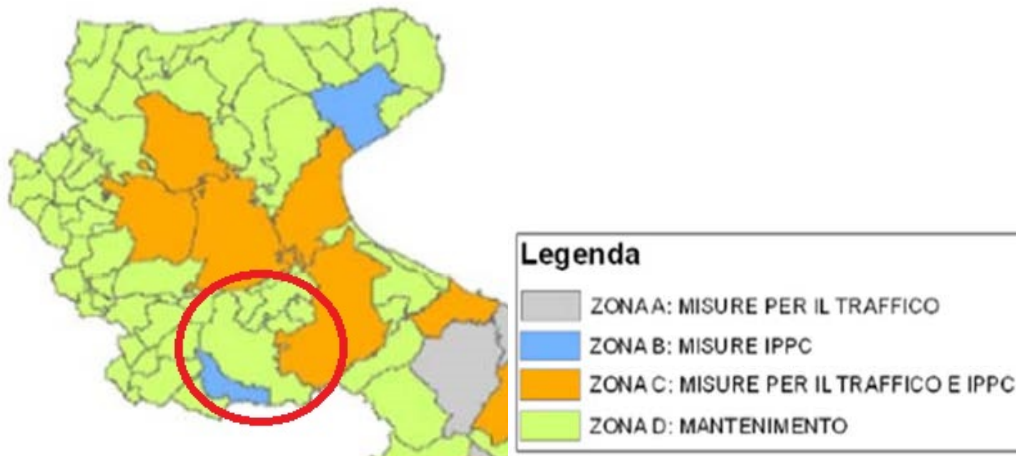 Legenda
ZONA A: MISURE PER IL TRAFFICO
ZONA B: MISURE IPPC
ZONA C: MISURE PER IL TRAFFICO E IPPC
ZONA D: MANTENIMENTO